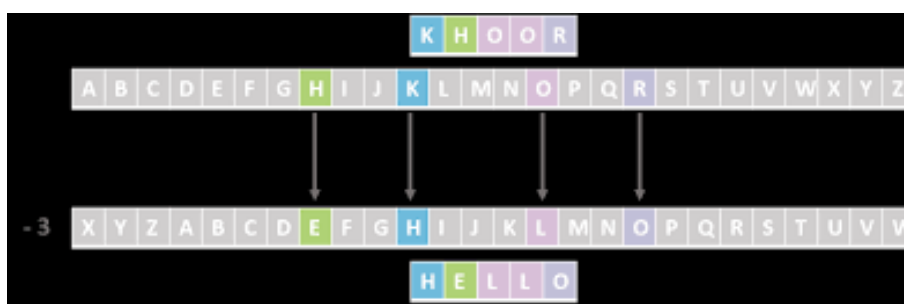 K H O O R
A B C D E F G H I J K L M N O P Q R S T U V W X Y Z
- 3 X Y Z A B C D E F G H I J K L M N O P Q R S T U V W
H E L L O